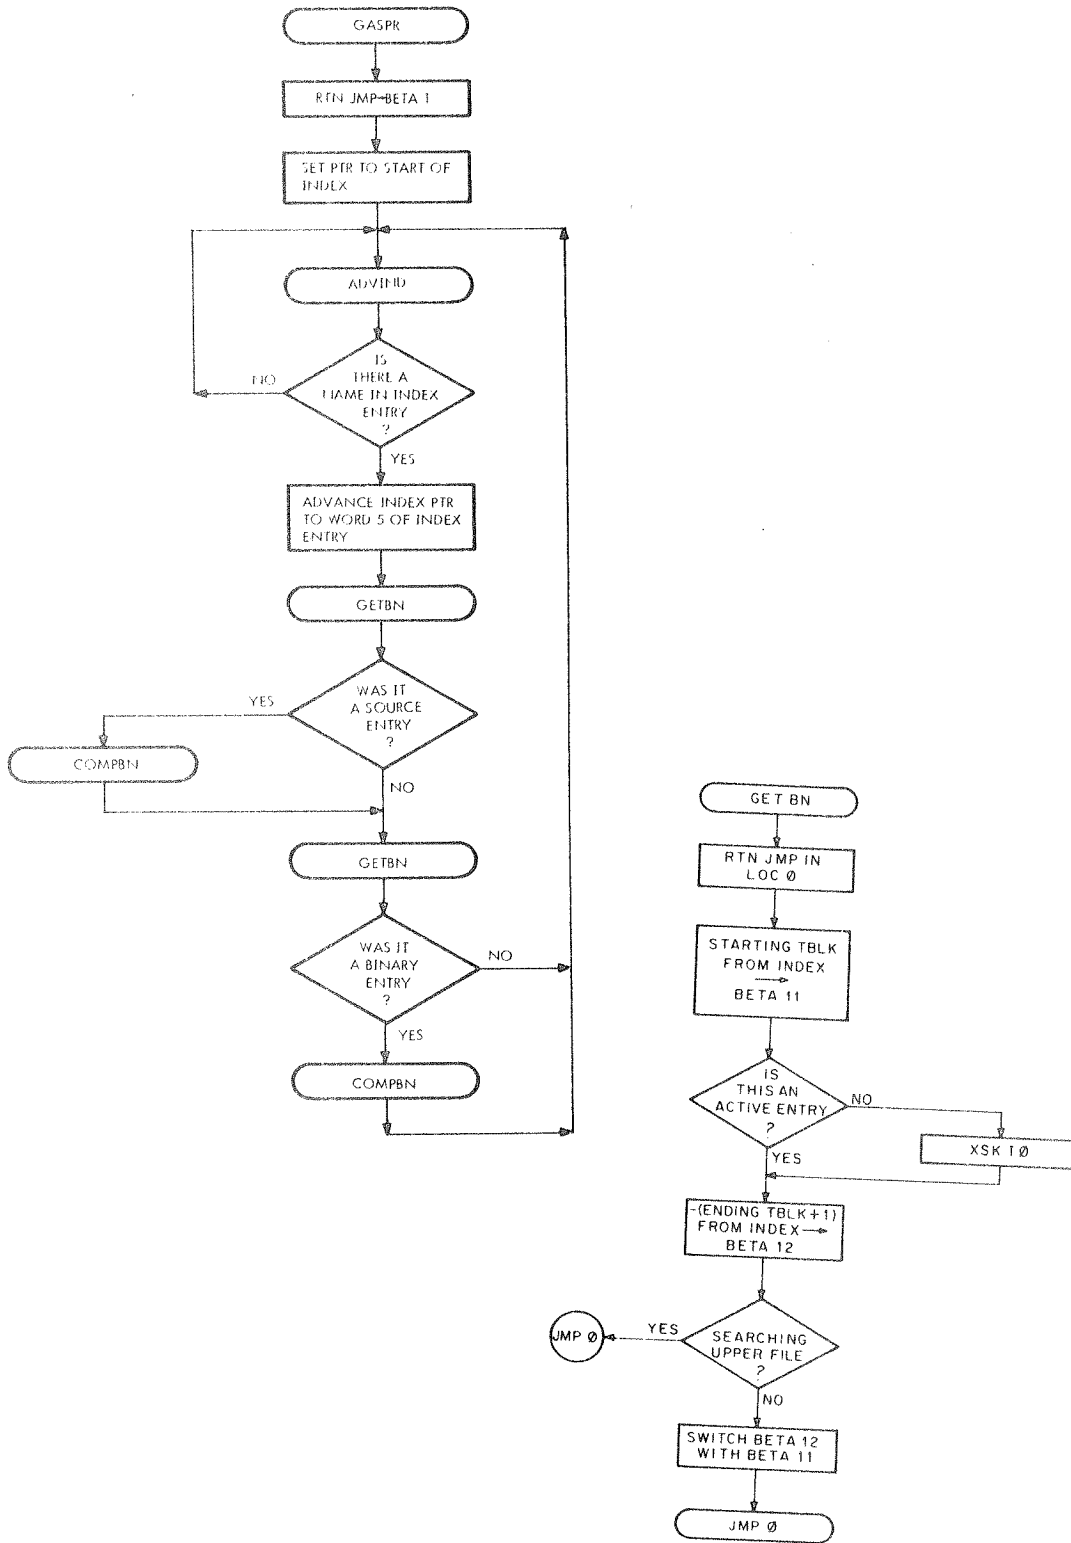 GASPR
RTN JMP→BETA 1
SET PTR TO START OF
INDEX
ADVIND
IS
THERE A
NAME IN INDEX
ENTRY
?
NO
YES
ADVANCE INDEX PTR
TO WORD 5 OF INDEX
ENTRY
GETBN
WAS IT
A SOURCE
ENTRY
?
YES
COMPBN
NO
GETBN
WAS IT
A BINARY
ENTRY
?
NO
YES
COMPBN
GET BN
RTN JMP IN
LOC Ø
STARTING TBLK
FROM INDEX
→
BETA 11
IS
THIS AN
ACTIVE ENTRY
?
NO
XSK I Ø
YES
-(ENDING TBLK+1)
FROM INDEX→
BETA 12
SEARCHING
UPPER FILE
?
YES
JMP Ø
NO
SWITCH BETA 12
WITH BETA 11
JMP Ø